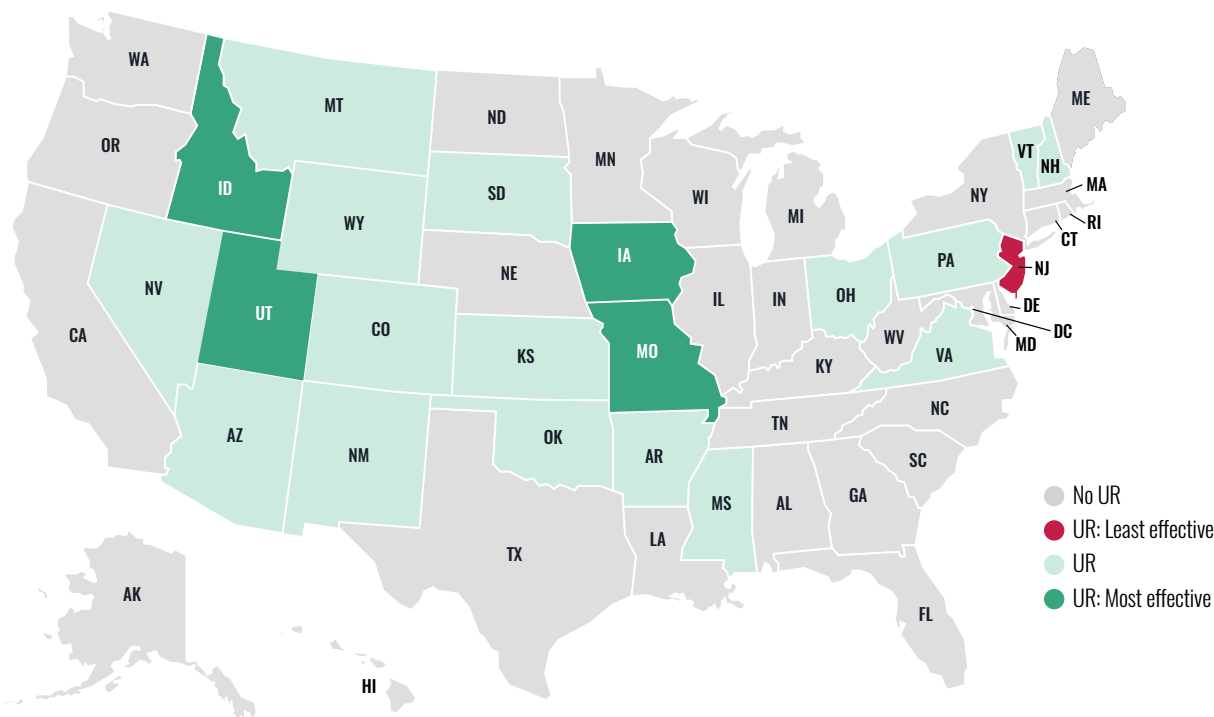 WA
MT
ME
ND
OR
MN
VT
NH
ID
SD
WI
MI
NY
MA
RI
CT
WY
IA
PA
NJ
NE
NV
UT
IL
IN
OH
DE
DC
MD
CA
CO
KS
MO
WV
VA
KY
NC
TN
AZ
NM
OK
AR
SC
MS
AL
GA
LA
TX
AK
FL
HI
No UR
UR: Least effective
UR
UR: Most effective